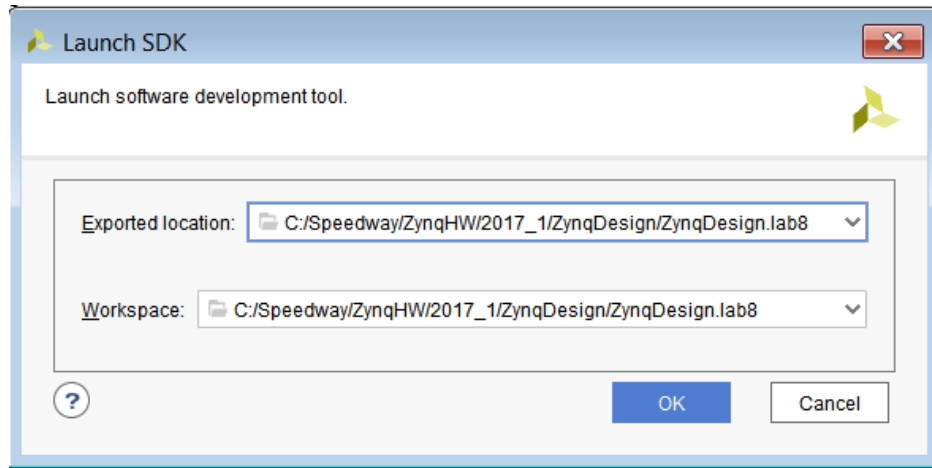 Launch SDK
Launch software development tool.
Exported location: C:/Speedway/ZynqHW/2017_1/ZynqDesign/ZynqDesign.lab8
Workspace: C:/Speedway/ZynqHW/2017_1/ZynqDesign/ZynqDesign.lab8
? OK Cancel